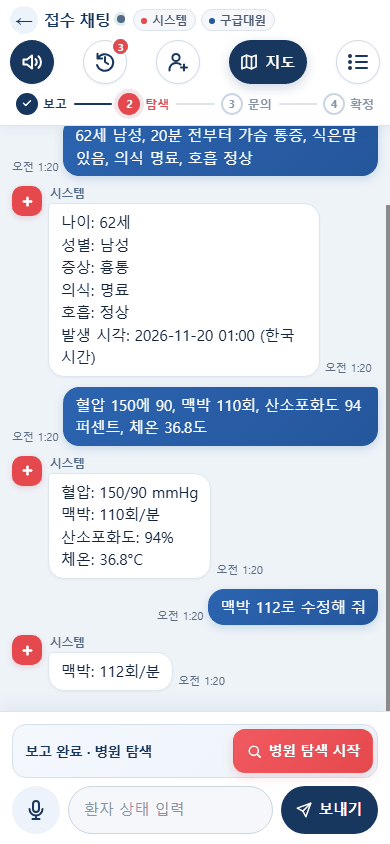 접수 채팅
시스템
구급대원
3
지도
보고
2
탐색
3
문의
4
확정
62세 남성, 20분 전부터 가슴 통증, 식은땀
있음, 의식 명료, 호흡 정상
오전 1:20
시스템
나이: 62세
성별: 남성
증상: 흉통
의식: 명료
호흡: 정상
발생 시각: 2026-11-20 01:00 (한국
시간)
오전 1:20
혈압 150에 90, 맥박 110회, 산소포화도 94
퍼센트, 체온 36.8도
오전 1:20
시스템
혈압: 150/90 mmHg
맥박: 110회/분
산소포화도: 94%
체온: 36.8°C
오전 1:20
맥박 112로 수정해 줘
오전 1:20
시스템
맥박: 112회/분
오전 1:20
보고 완료 · 병원 탐색
병원 탐색 시작
환자 상태 입력
보내기